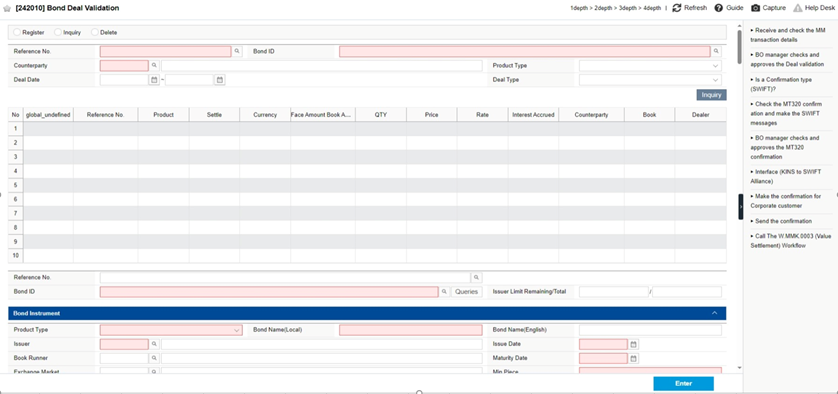 [242010] Bond Deal Validation
1depth > 2depth > 3depth > 4depth | Refresh Guide Capture Help Desk
Register Inquiry Delete
Reference No. Bond ID
Counterparty Product Type
Deal Date - Deal Type
Inquiry
No global_undefined Reference No. Product Settle Currency Face Amount Book A... QTY Price Rate Interest Accrued Counterparty Book Dealer
1
2
3
4
5
6
7
8
9
10
Reference No.
Bond ID Queries Issuer Limit Remaining/Total /
Bond Instrument
Product Type Bond Name(Local) Bond Name(English)
Issuer Issue Date
Book Runner Maturity Date
Exchange Market Min Piece
Enter
Receive and check the MM
transaction details
BO manager checks and
approves the Deal validation
Is a Confirmation type
(SWIFT)?
Check the MT320 confirm
ation and make the SWIFT
messages
BO manager checks and
approves the MT320
confirmation
Interface (KINS to SWIFT
Alliance)
Make the confirmation for
Corporate customer
Send the confirmation
Call The W.MMK.0003 (Value
Settlement) Workflow